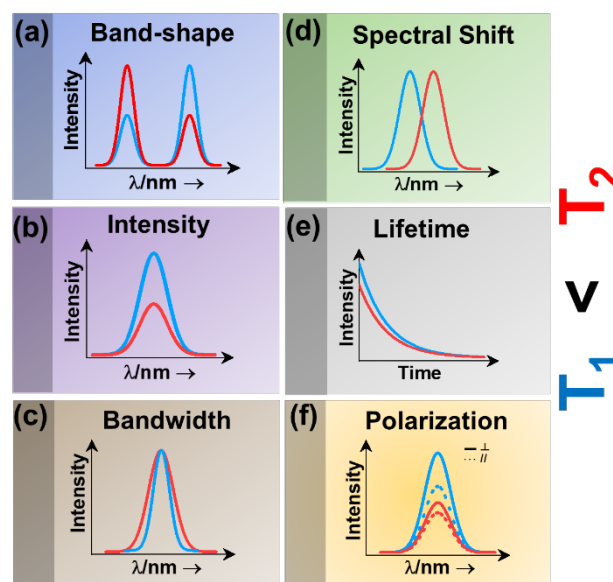 (a) Band-shape
Intensity
λ/nm →
(b) Intensity
Intensity
λ/nm →
(c) Bandwidth
Intensity
λ/nm →
(d) Spectral Shift
Intensity
λ/nm →
(e) Lifetime
Intensity
Time
(f) Polarization
Intensity
— ⊥
... //
λ/nm →
T₁ < T₂